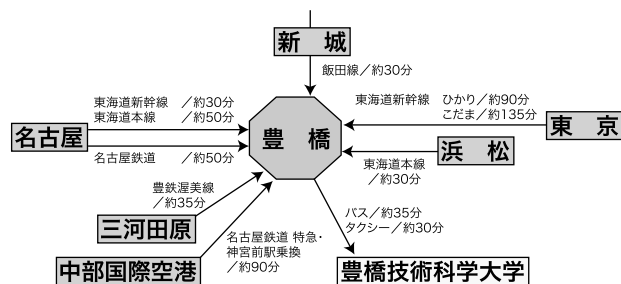 新 城
飯田線／約30分
東海道新幹線 ／約30分
東海道本線 ／約50分
名古屋
名古屋鉄道 ／約50分
豊 橋
東海道新幹線 ひかり／約90分
こだま／約135分
東 京
浜 松
東海道本線
／約30分
豊鉄渥美線
／約35分
三河田原
名古屋鉄道 特急・
神宮前駅乗換
／約90分
中部国際空港
バス／約35分
タクシー／約30分
豊橋技術科学大学